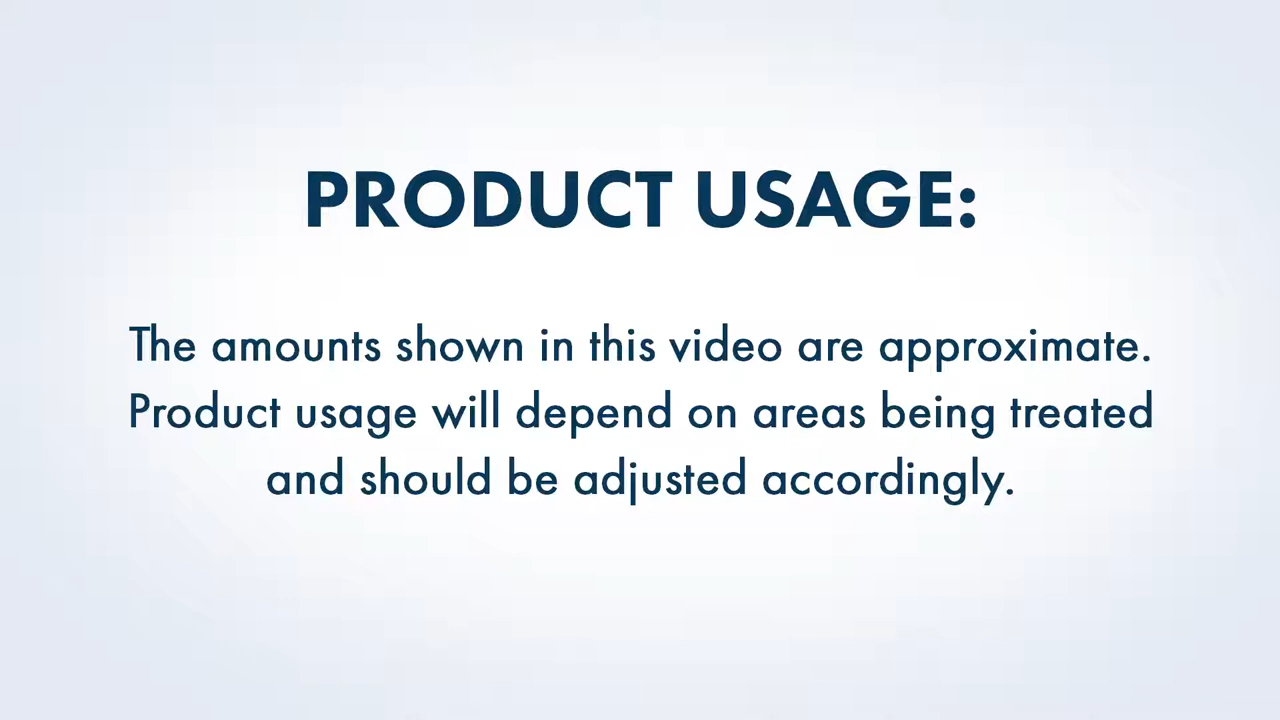 PRODUCT USAGE:
The amounts shown in this video are approximate.
Product usage will depend on areas being treated
and should be adjusted accordingly.